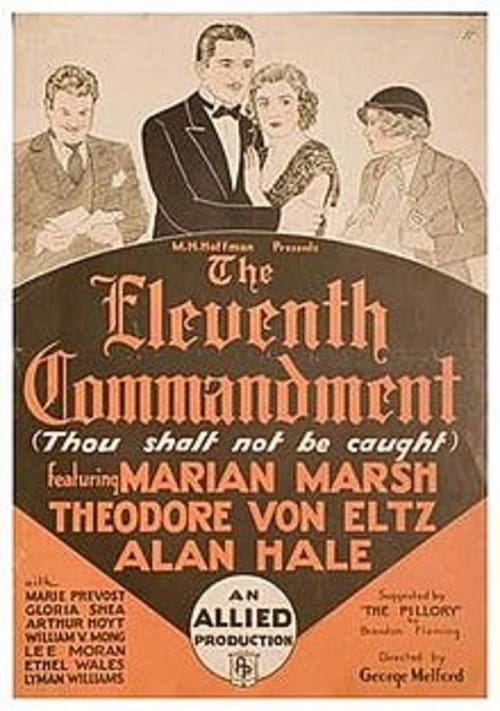 M.H.Hoffman Presents
The
Eleventh
Commandment
(Thou shalt not be caught)
featuring MARIAN MARSH
THEODORE VON ELTZ
ALAN HALE
with
MARIE PREVOST
GLORIA SHEA
ARTHUR HOYT
WILLIAM V. MONG
LEE MORAN
ETHEL WALES
LYMAN WILLIAMS
AN
ALLIED
PRODUCTION
Suggested by
"THE PILLORY"
by
Brandon Fleming
Directed by
George Melford